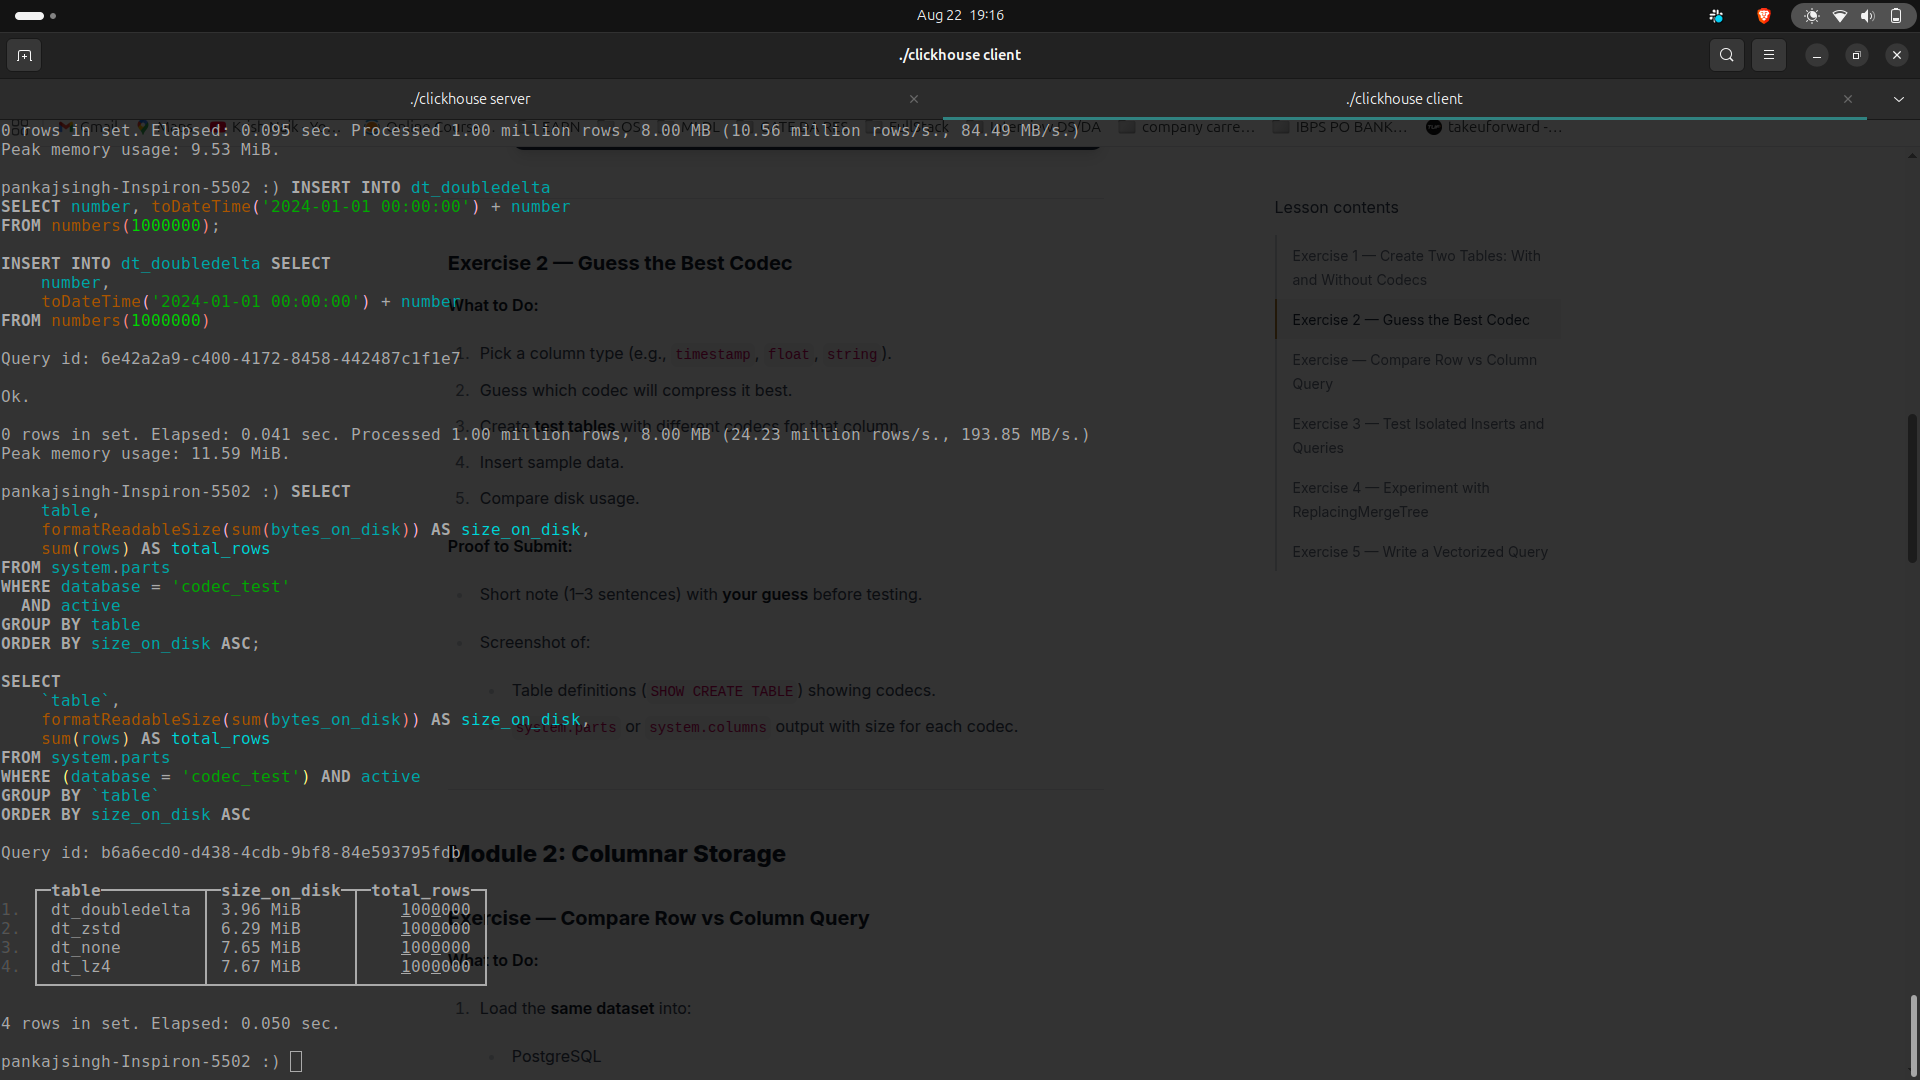 Aug 22 19:16
./clickhouse client
./clickhouse server
./clickhouse client
Gmail
Maps
OS
FullStack
DS/DA
company carre...
IBPS PO BANK...
takeuforward -...
0 rows in set. Elapsed: 0.095 sec. Processed 1.00 million rows, 8.00 MB (10.56 million rows/s., 84.49 MB/s.)
Peak memory usage: 9.53 MiB.
pankajsingh-Inspiron-5502 :) INSERT INTO dt_doubledelta
SELECT number, toDateTime('2024-01-01 00:00:00') + number
FROM numbers(1000000);
INSERT INTO dt_doubledelta SELECT
number,
toDateTime('2024-01-01 00:00:00') + number
FROM numbers(1000000)
Query id: 6e42a2a9-c400-4172-8458-442487c1f1e7
Ok.
0 rows in set. Elapsed: 0.041 sec. Processed 1.00 million rows, 8.00 MB (24.23 million rows/s., 193.85 MB/s.)
Peak memory usage: 11.59 MiB.
pankajsingh-Inspiron-5502 :) SELECT
table,
formatReadableSize(sum(bytes_on_disk)) AS size_on_disk,
sum(rows) AS total_rows
FROM system.parts
WHERE database = 'codec_test'
AND active
GROUP BY table
ORDER BY size_on_disk ASC;
SELECT
`table`,
formatReadableSize(sum(bytes_on_disk)) AS size_on_disk,
sum(rows) AS total_rows
FROM system.parts
WHERE (database = 'codec_test') AND active
GROUP BY `table`
ORDER BY size_on_disk ASC
Query id: b6a6ecd0-d438-4cdb-9bf8-84e593795fdb
table size_on_disk total_rows
1. dt_doubledelta 3.96 MiB 1000000
2. dt_zstd 6.29 MiB 1000000
3. dt_none 7.65 MiB 1000000
4. dt_lz4 7.67 MiB 1000000
4 rows in set. Elapsed: 0.050 sec.
pankajsingh-Inspiron-5502 :)
Exercise 2 — Guess the Best Codec
What to Do:
1. Pick a column type (e.g., timestamp, float, string).
2. Guess which codec will compress it best.
3. Create test tables with different codecs for that column.
4. Insert sample data.
5. Compare disk usage.
Proof to Submit:
Short note (1–3 sentences) with your guess before testing.
Screenshot of:
Table definitions (SHOW CREATE TABLE) showing codecs.
system.parts or system.columns output with size for each codec.
Module 2: Columnar Storage
Exercise — Compare Row vs Column Query
What to Do:
1. Load the same dataset into:
PostgreSQL
Lesson contents
Exercise 1 — Create Two Tables: With
and Without Codecs
Exercise 2 — Guess the Best Codec
Exercise — Compare Row vs Column
Query
Exercise 3 — Test Isolated Inserts and
Queries
Exercise 4 — Experiment with
ReplacingMergeTree
Exercise 5 — Write a Vectorized Query